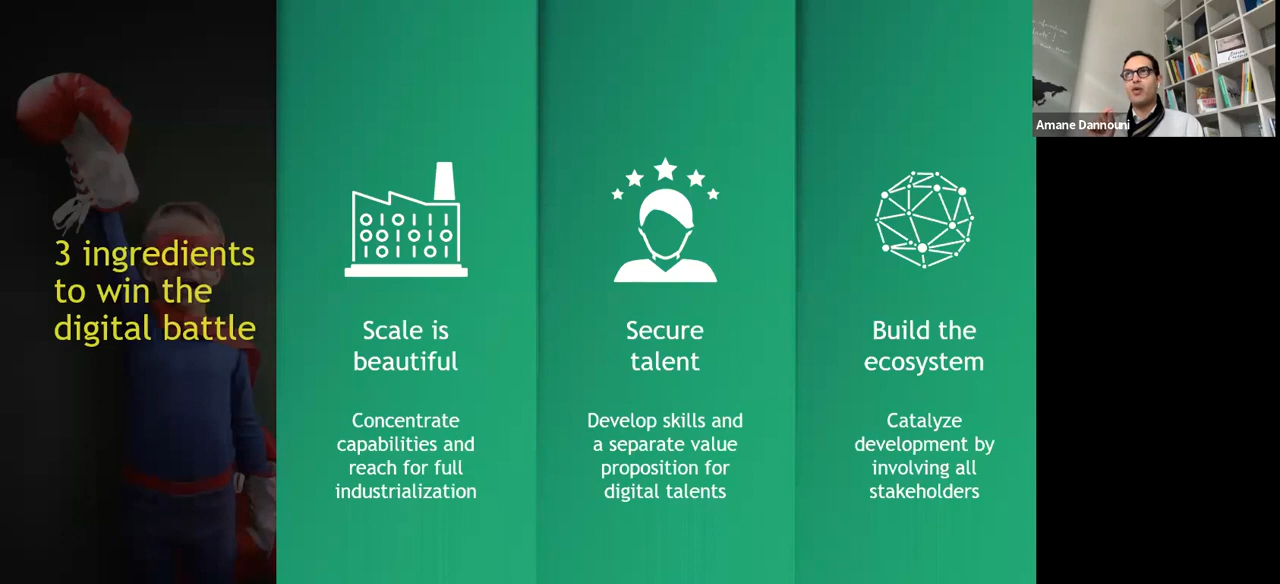 3 ingredients
to win the
digital battle
Scale is
beautiful
Concentrate
capabilities and
reach for full
industrialization
Secure
talent
Develop skills and
a separate value
proposition for
digital talents
Build the
ecosystem
Catalyze
development by
involving all
stakeholders
Amane Dannouni